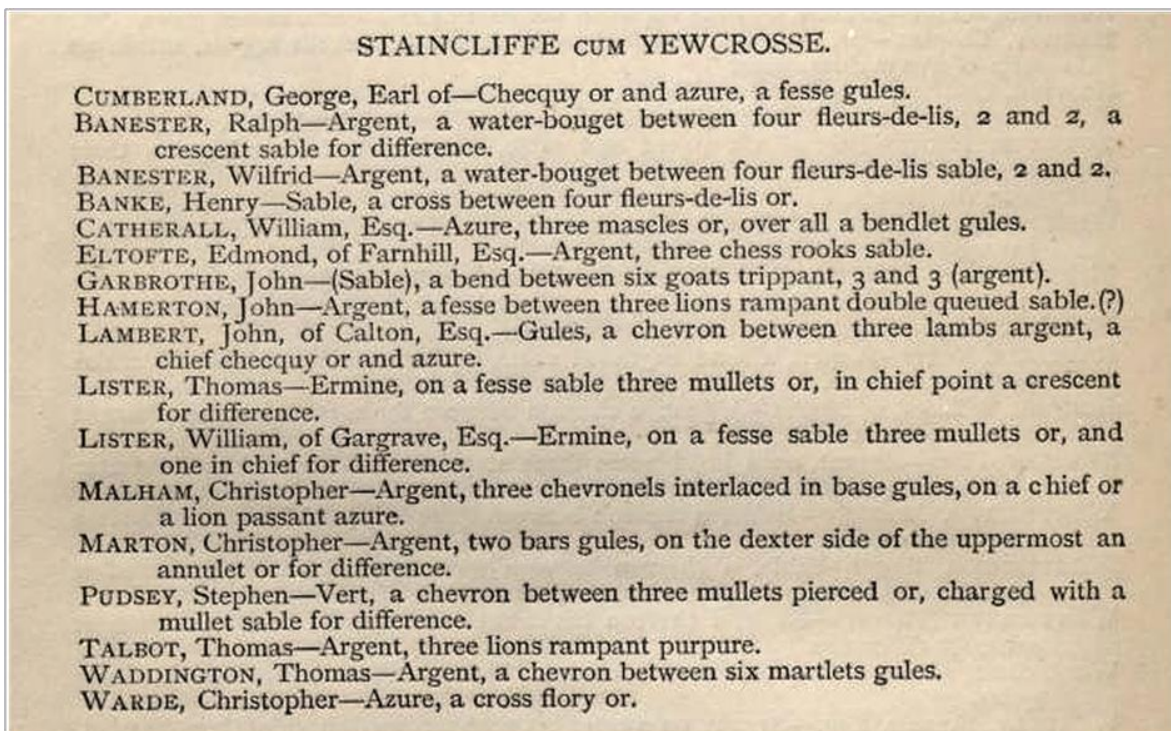 STAINCLIFFE CUM YEWCROSSE.
CUMBERLAND, George, Earl of—Checquy or and azure, a fesse gules.
BANESTER, Ralph—Argent, a water-bouget between four fleurs-de-lis, 2 and 2, a
crescent sable for difference.
BANESTER, Wilfrid—Argent, a water-bouget between four fleurs-de-lis sable, 2 and 2.
BANKE, Henry—Sable, a cross between four fleurs-de-lis or.
CATHERALL, William, Esq.—Azure, three mascles or, over all a bendlet gules.
ELTOFTE, Edmond, of Farnhill, Esq.—Argent, three chess rooks sable.
GARBROTHE, John—(Sable), a bend between six goats trippant, 3 and 3 (argent).
HAMERTON, John—Argent, a fesse between three lions rampant double queued sable.(?)
LAMBERT, John, of Calton, Esq.—Gules, a chevron between three lambs argent, a
chief checquy or and azure.
LISTER, Thomas—Ermine, on a fesse sable three mullets or, in chief point a crescent
for difference.
LISTER, William, of Gargrave, Esq.—Ermine, on a fesse sable three mullets or, and
one in chief for difference.
MALHAM, Christopher—Argent, three chevronels interlaced in base gules, on a chief or
a lion passant azure.
MARTON, Christopher—Argent, two bars gules, on the dexter side of the uppermost an
annulet or for difference.
PUDSEY, Stephen—Vert, a chevron between three mullets pierced or, charged with a
mullet sable for difference.
TALBOT, Thomas—Argent, three lions rampant purpure.
WADDINGTON, Thomas—Argent, a chevron between six martlets gules.
WARDE, Christopher—Azure, a cross flory or.